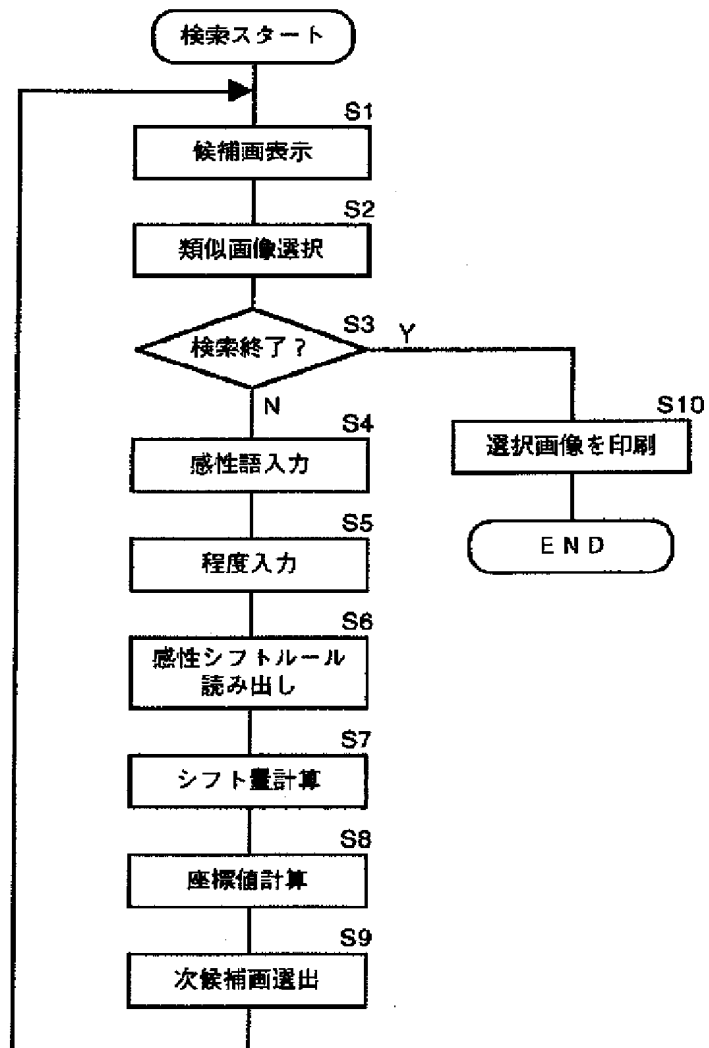 検索スタート
S1
候補画表示
S2
類似画像選択
S3
検索終了?
Y
N
S4
感性語入力
S5
程度入力
S6
感性シフトルール
読み出し
S7
シフト量計算
S8
座標値計算
S9
次候補画選出
S10
選択画像を印刷
END